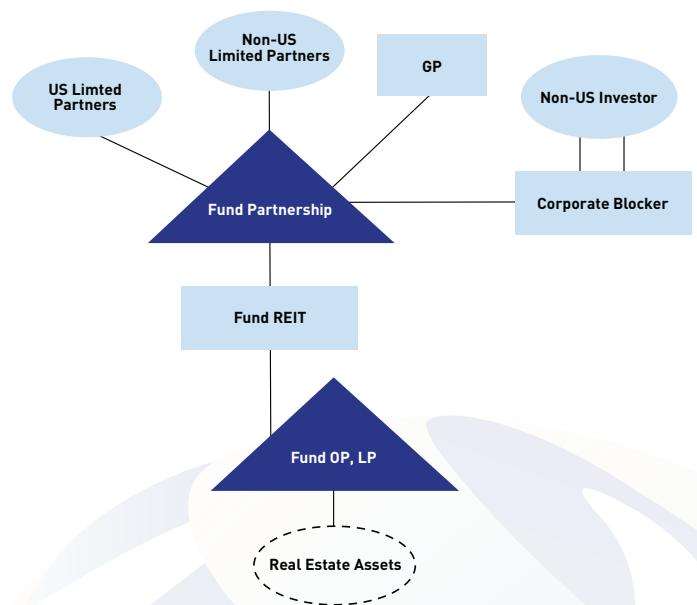 Non-US
Limited Partners
GP
US Limted
Partners
Non-US Investor
Fund Partnership
Corporate Blocker
Fund REIT
Fund OP, LP
Real Estate Assets